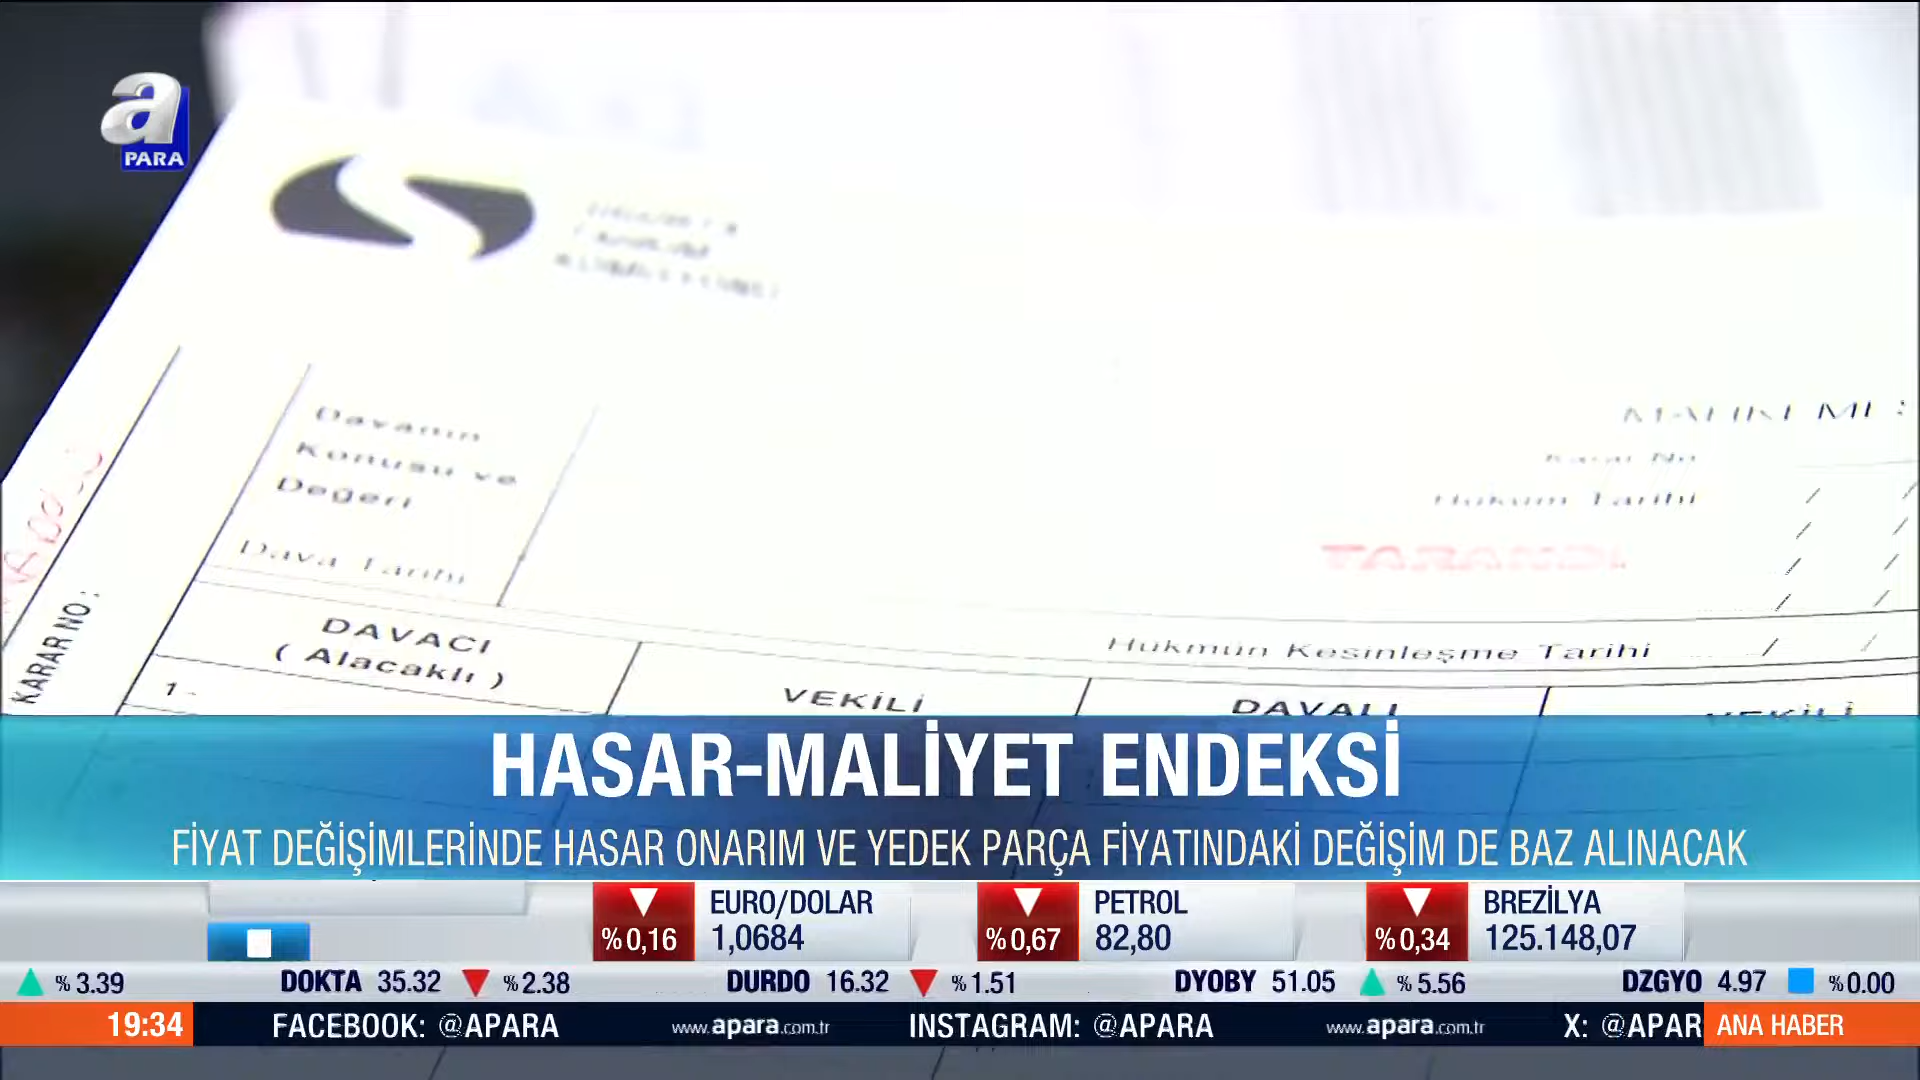 a
PARA
Davanın
Konusu ve
Değeri
Dava Tarihi
Karar No
Hüküm Tarihi
KARAR NO:
DAVACI
( Alacaklı )
1 -
VEKİLİ
Hükmün Kesinleşme Tarihi
DAVALI
VEKİLİ
HASAR-MALİYET ENDEKSİ
FİYAT DEĞİŞİMLERİNDE HASAR ONARIM VE YEDEK PARÇA FİYATINDAKİ DEĞİŞİM DE BAZ ALINACAK
%0,16 EURO/DOLAR 1,0684
%0,67 PETROL 82,80
%0,34 BREZİLYA 125.148,07
%3.39 DOKTA 35.32 %2.38 DURDO 16.32 %1.51 DYOBY 51.05 %5.56 DZGYO 4.97 %0.00
19:34 FACEBOOK: @APARA www.apara.com.tr INSTAGRAM: @APARA www.apara.com.tr X: @APAR ANA HABER